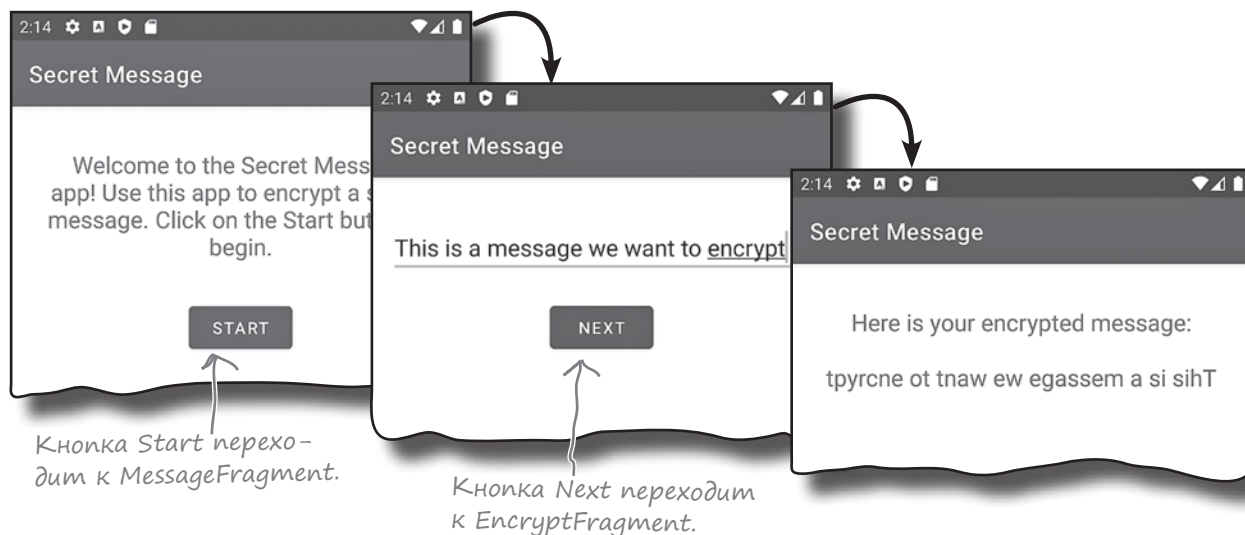 2:14
Secret Message
Welcome to the Secret Mess
app! Use this app to encrypt a s
message. Click on the Start but
begin.
START
Кнопка Start перехо-
дит к MessageFragment.
2:14
Secret Message
This is a message we want to encrypt
NEXT
Кнопка Next переходит
к EncryptFragment.
2:14
Secret Message
Here is your encrypted message:
tpyrcne ot tnaw ew egassem a si sihT